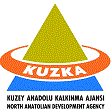 KUZKA
KUZEY ANADOLU KALKINMA AJANSI
NORTH ANATOLIAN DEVELOPMENT AGENCY